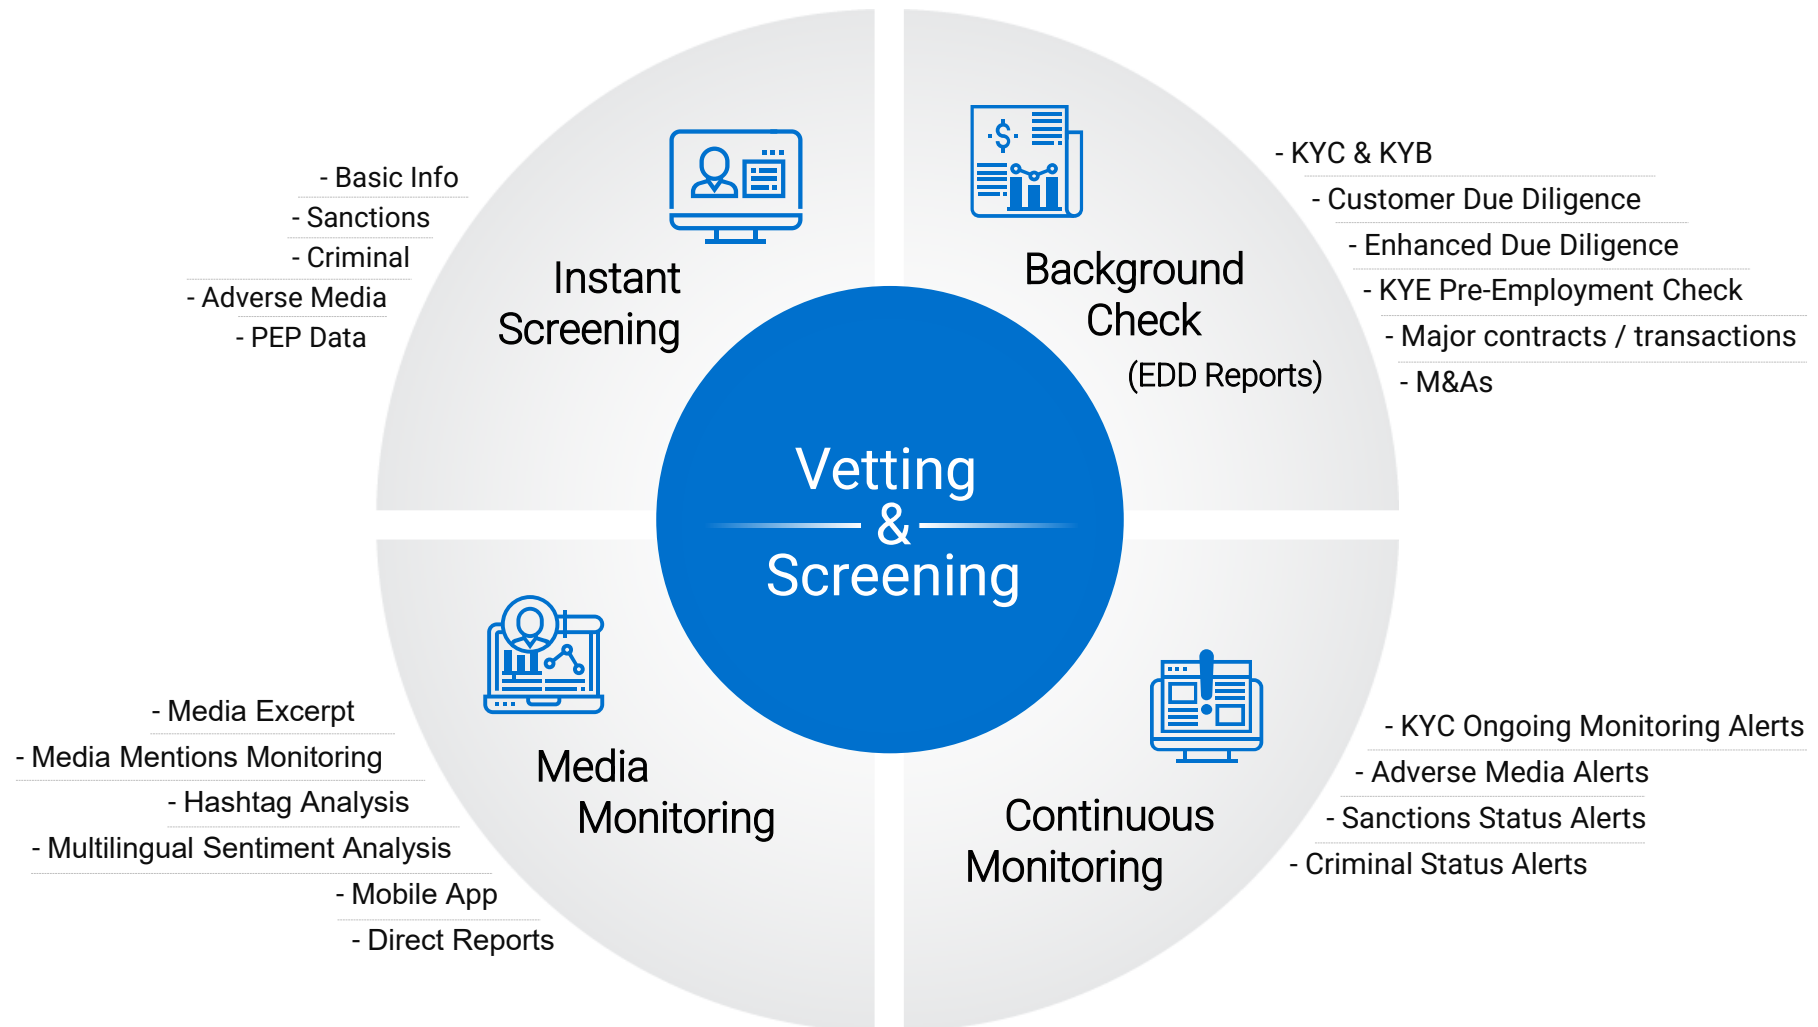 - Basic Info
- Sanctions
- Criminal
- Adverse Media
- PEP Data
Instant
Screening
Background
Check
(EDD Reports)
- KYC & KYB
- Customer Due Diligence
- Enhanced Due Diligence
- KYE Pre-Employment Check
- Major contracts / transactions
- M&As
Vetting
&
Screening
- Media Excerpt
- Media Mentions Monitoring
- Hashtag Analysis
- Multilingual Sentiment Analysis
- Mobile App
- Direct Reports
Media
Monitoring
Continuous
Monitoring
- KYC Ongoing Monitoring Alerts
- Adverse Media Alerts
- Sanctions Status Alerts
- Criminal Status Alerts